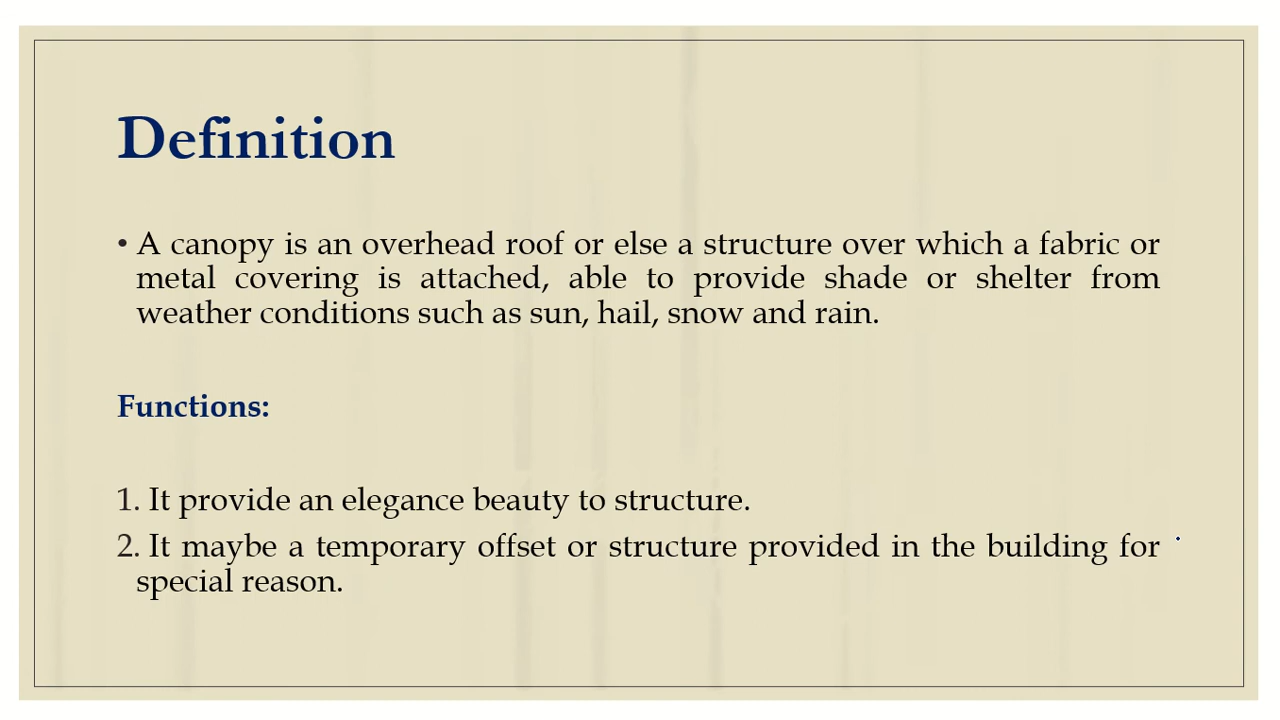 Definition
• A canopy is an overhead roof or else a structure over which a fabric or
metal covering is attached, able to provide shade or shelter from
weather conditions such as sun, hail, snow and rain.
Functions:
1. It provide an elegance beauty to structure.
2. It maybe a temporary offset or structure provided in the building for
special reason.